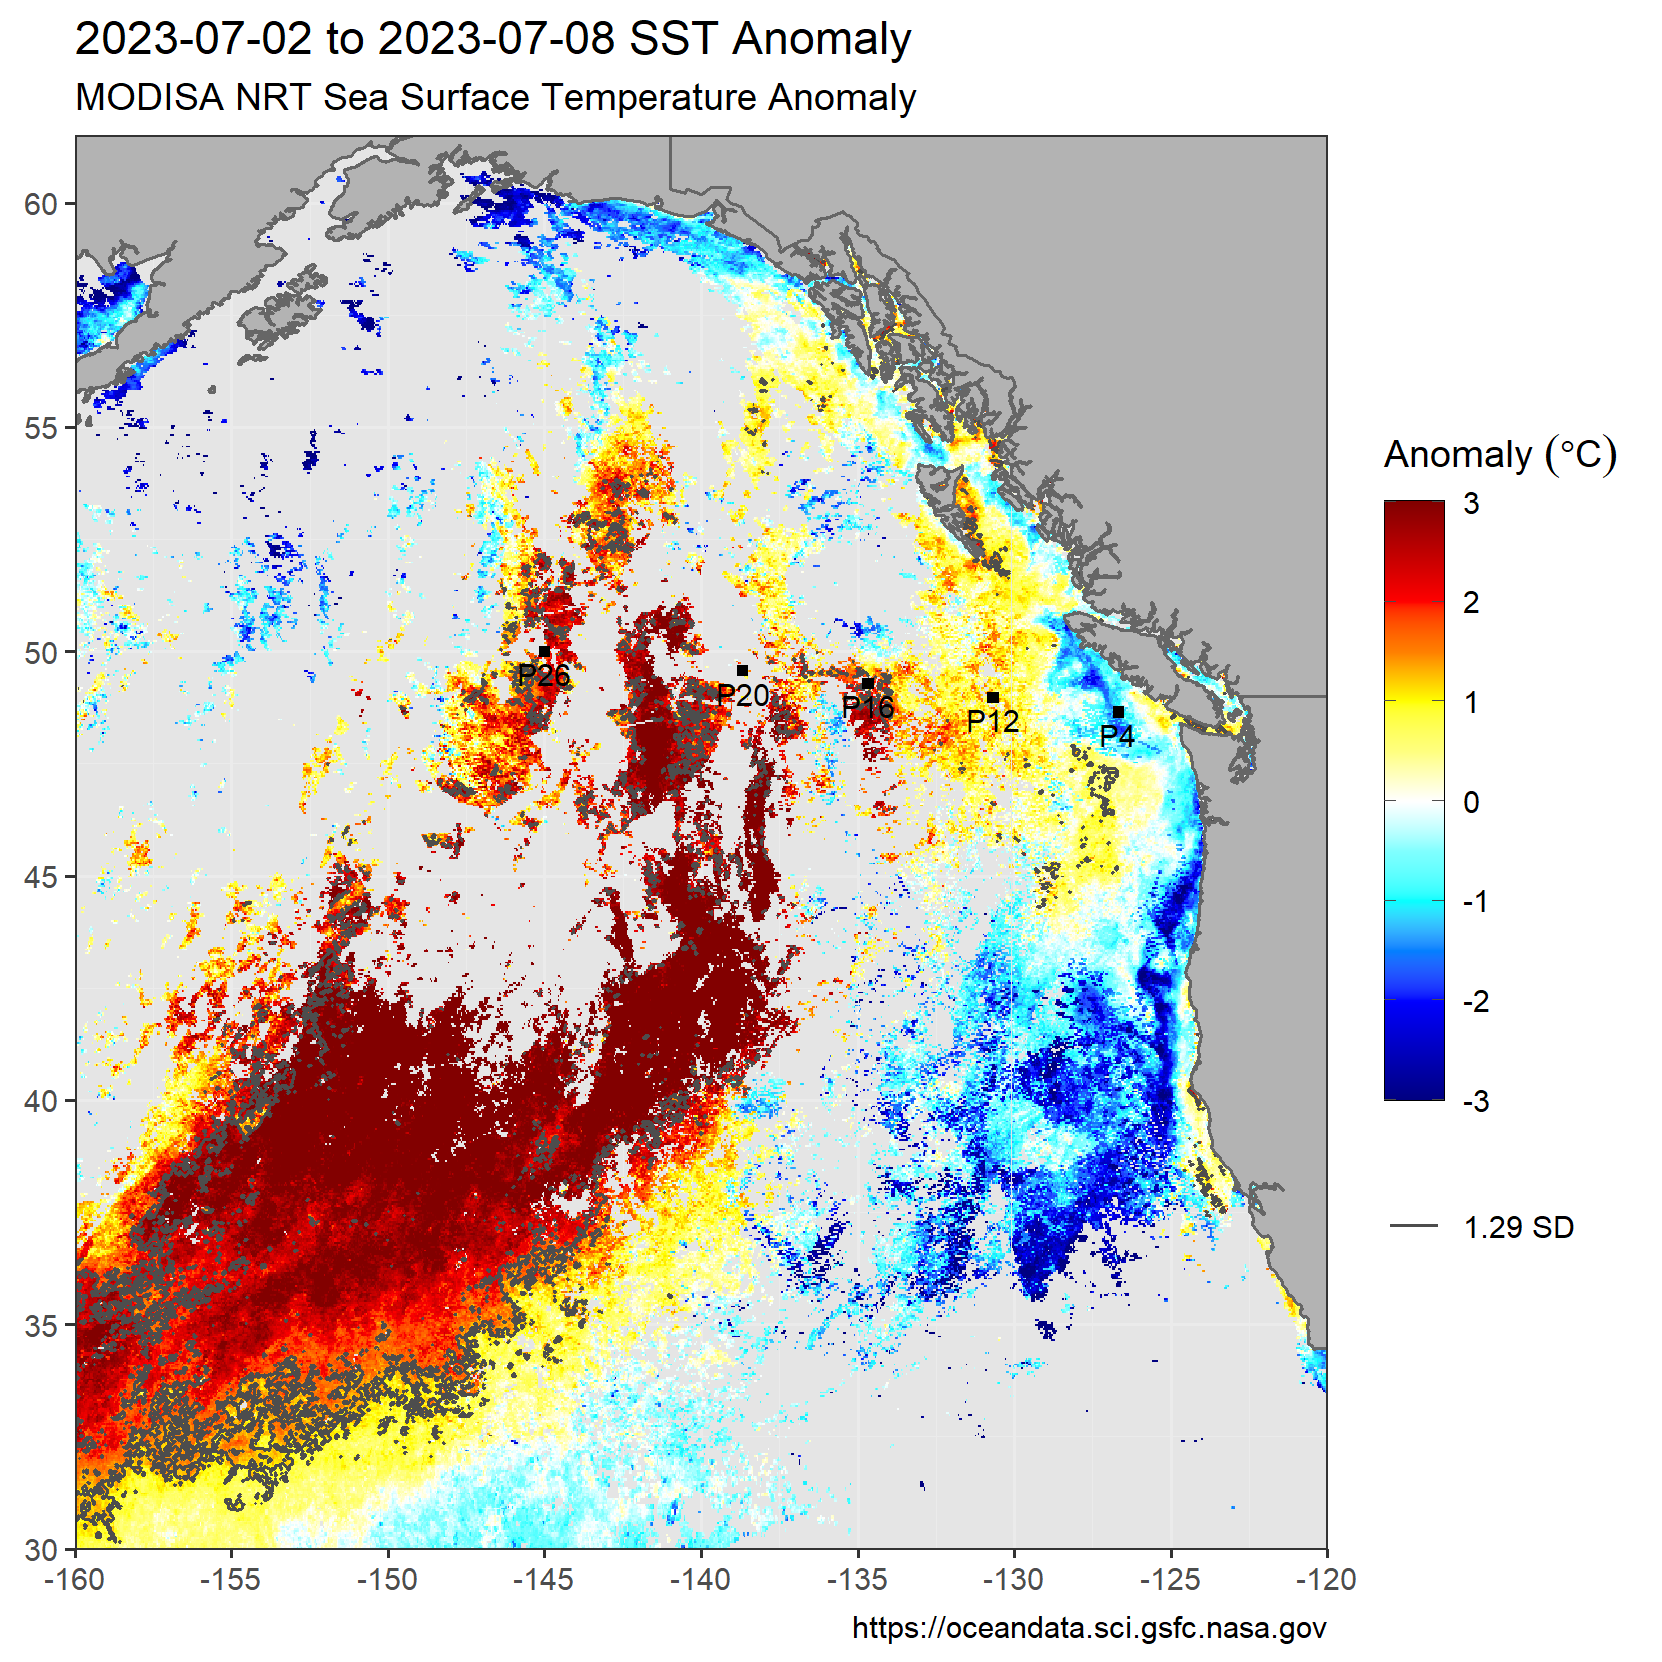 2023-07-02 to 2023-07-08 SST Anomaly
MODISA NRT Sea Surface Temperature Anomaly
60
55
50
45
40
35
30
-160
-155
-150
-145
-140
-135
-130
-125
-120
P26
P20
P16
P12
P4
Anomaly (°C)
3
2
1
0
-1
-2
-3
1.29 SD
https://oceandata.sci.gsfc.nasa.gov